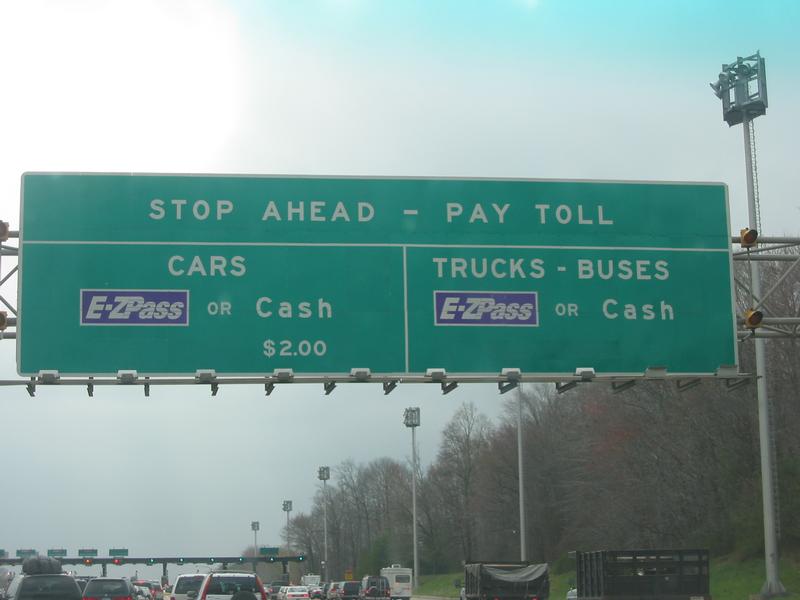 STOP AHEAD - PAY TOLL
CARS
E-ZPass OR Cash
$2.00
TRUCKS - BUSES
E-ZPass OR Cash